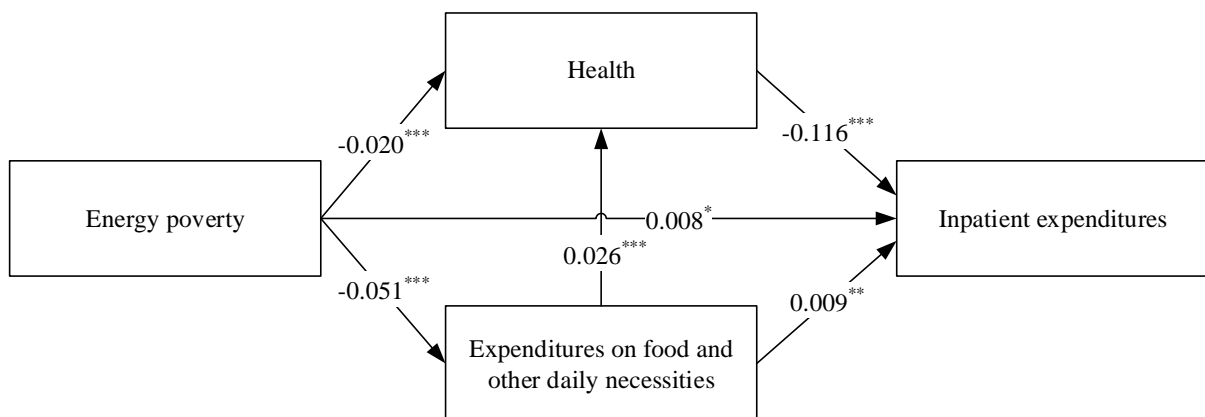 Health
-0.020***
-0.116***
Energy poverty
0.008*
Inpatient expenditures
0.026***
-0.051***
0.009**
Expenditures on food and
other daily necessities